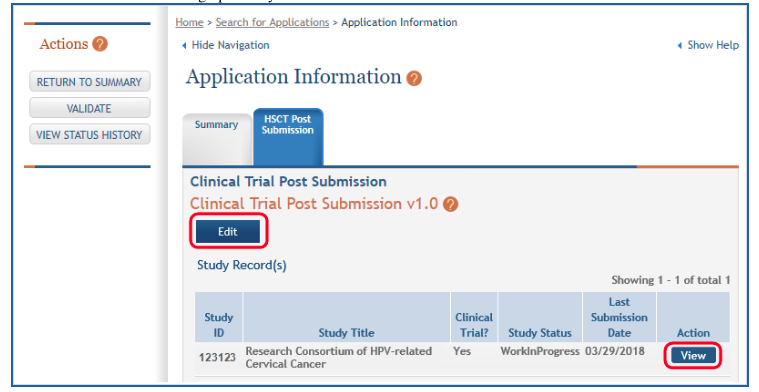 Home > Search for Applications > Application Information
Actions ?
Hide Navigation
Show Help
RETURN TO SUMMARY
VALIDATE
VIEW STATUS HISTORY
Application Information ?
Summary
HSCT Post
Submission
Clinical Trial Post Submission
Clinical Trial Post Submission v1.0 ?
Edit
Study Record(s)
Showing 1 - 1 of total 1
Study
ID
Study Title
Clinical
Trial?
Study Status
Last
Submission
Date
Action
123123
Research Consortium of HPV-related
Cervical Cancer
Yes
WorkInProgress
03/29/2018
View